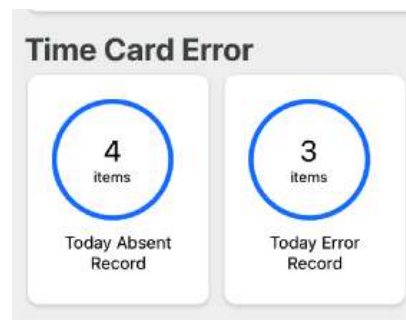 Time Card Error
4
items
Today Absent
Record
3
items
Today Error
Record